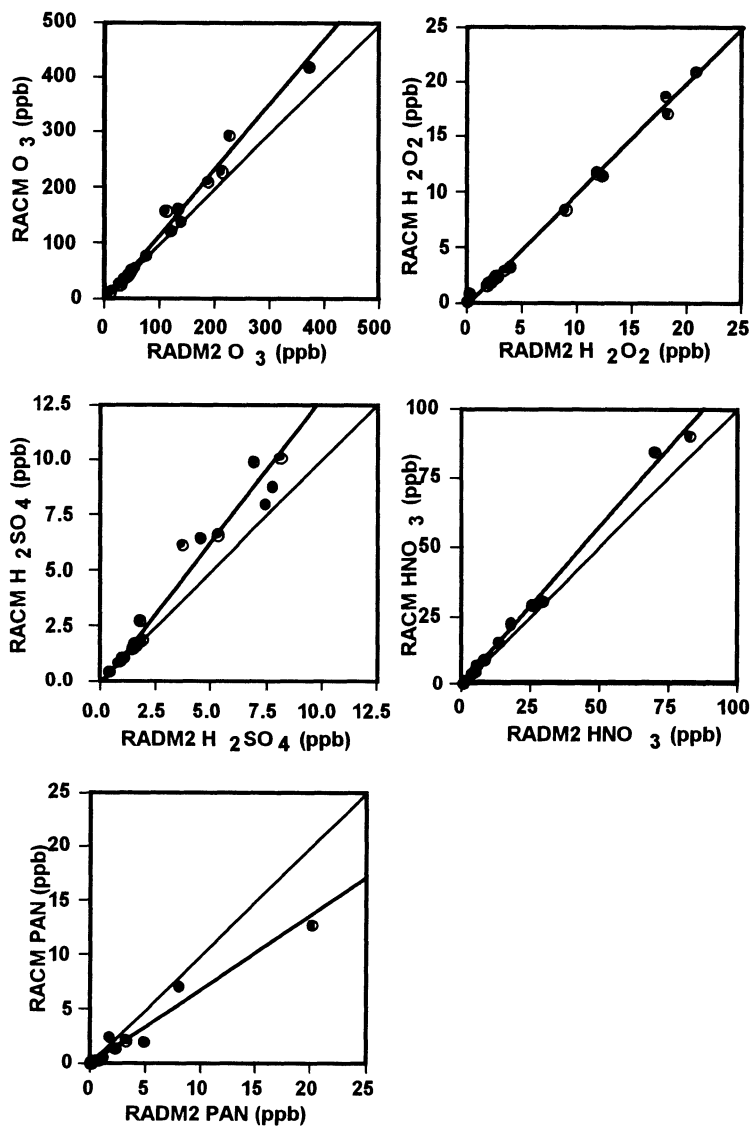 500
400
300
200
100
0
RACM O 3 (ppb)
0 100 200 300 400 500
RADM2 O 3 (ppb)
25
20
15
10
5
0
RACM H 2O2 (ppb)
0 5 10 15 20 25
RADM2 H 2O2 (ppb)
12.5
10.0
7.5
5.0
2.5
0.0
RACM H 2SO4 (ppb)
0.0 2.5 5.0 7.5 10.0 12.5
RADM2 H 2SO4 (ppb)
100
75
50
25
0
RACM HNO 3 (ppb)
0 25 50 75 100
RADM2 HNO 3 (ppb)
25
20
15
10
5
0
RACM PAN (ppb)
0 5 10 15 20 25
RADM2 PAN (ppb)